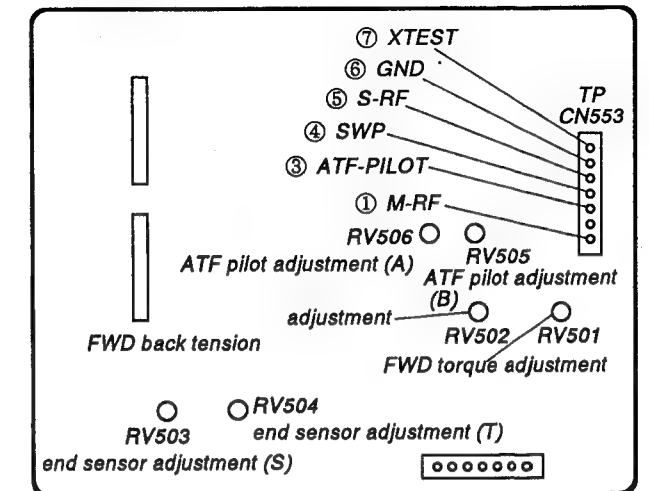 ⑦ XTEST
⑥ GND
⑤ S-RF
TP
CN553
④ SWP
③ ATF-PILOT
① M-RF
RV506
RV505
ATF pilot adjustment (A)
ATF pilot adjustment
(B)
adjustment
RV502
RV501
FWD back tension
FWD torque adjustment
RV504
RV503
end sensor adjustment (T)
end sensor adjustment (S)